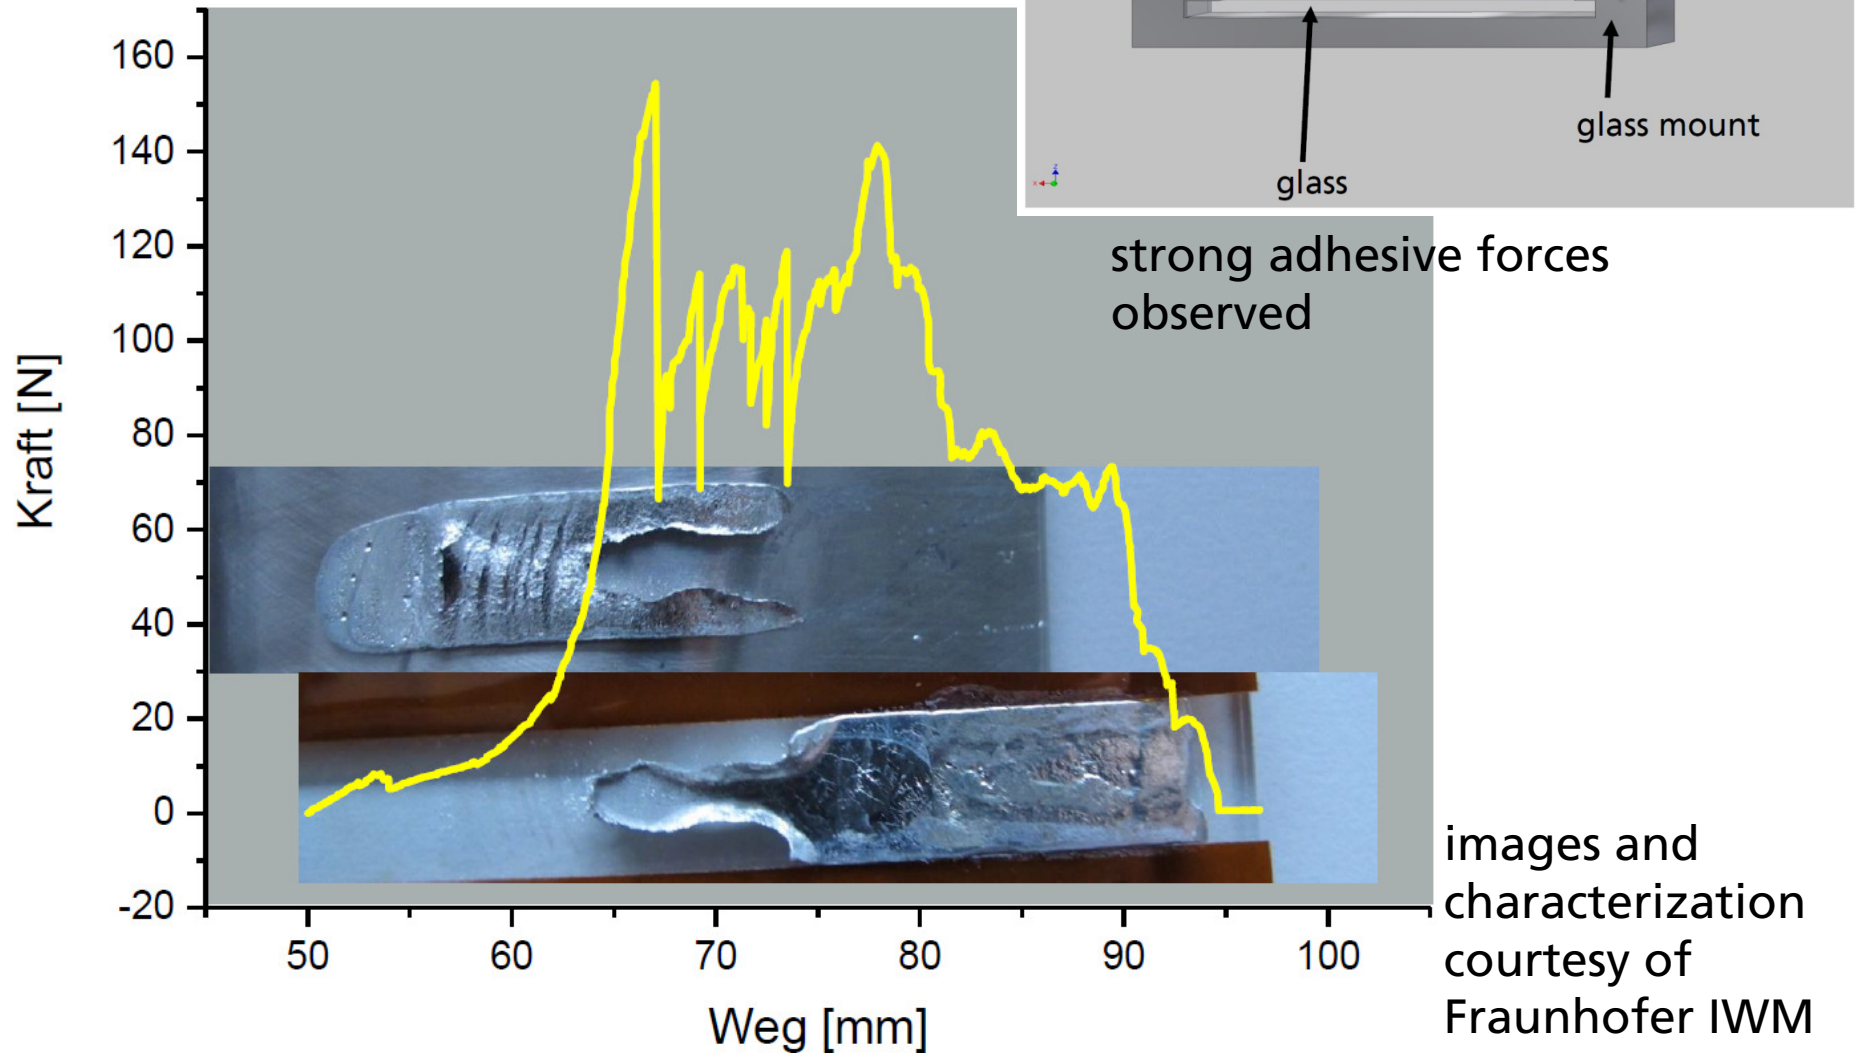 160
140
120
100
80
60
40
20
0
-20
Kraft [N]
50 60 70 80 90 100
Weg [mm]
glass mount
glass
strong adhesive forces
observed
images and
characterization
courtesy of
Fraunhofer IWM